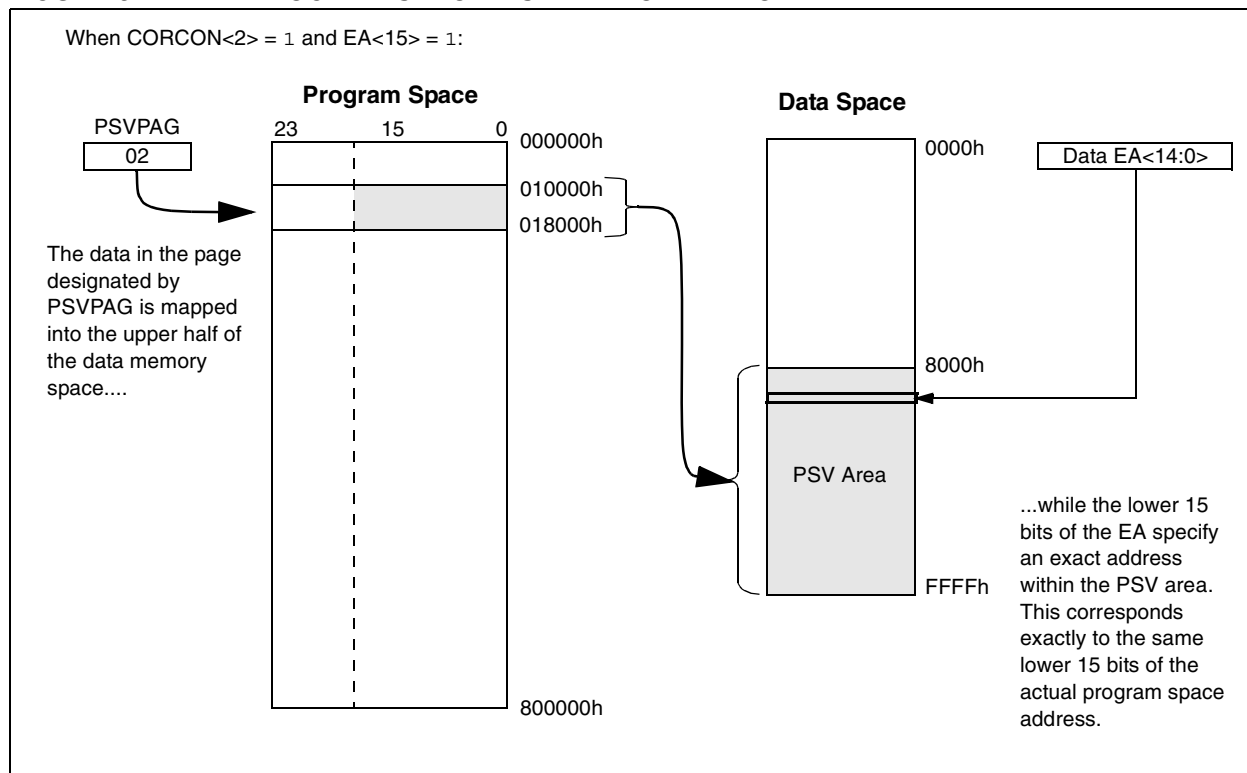 When CORCON<2> = 1 and EA<15> = 1:
Program Space
Data Space
PSVPAG
02
23
15
0
000000h
010000h
018000h
800000h
0000h
Data EA<14:0>
The data in the page
designated by
PSVPAG is mapped
into the upper half of
the data memory
space....
8000h
PSV Area
FFFFh
...while the lower 15
bits of the EA specify
an exact address
within the PSV area.
This corresponds
exactly to the same
lower 15 bits of the
actual program space
address.